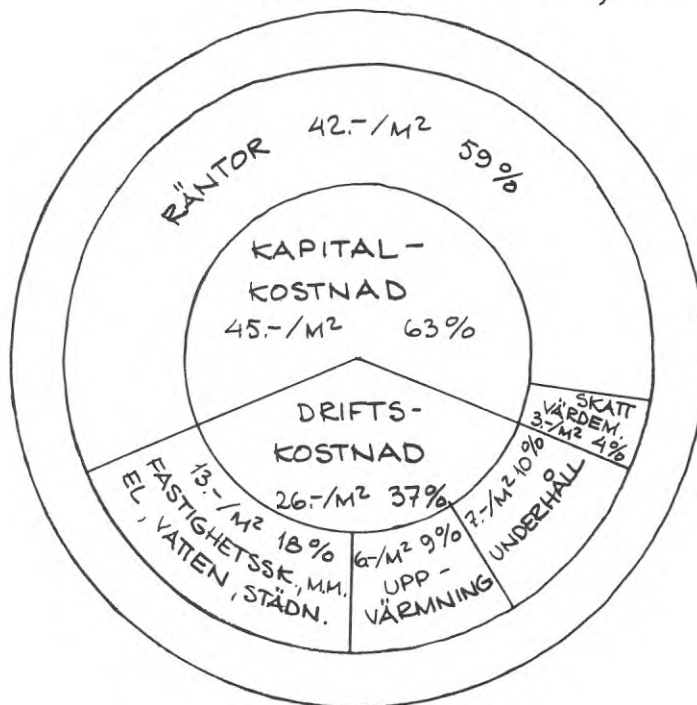 RÄNTOR 42.-/M² 59%
KAPITAL-
KOSTNAD
45.-/M² 63%
SKATT
VÄRDEM.
3.-/M² 4%
DRIFTS-
KOSTNAD
26.-/M² 37%
13.-/M² 18%
FASTIGHETSSK., M.M.
EL, VATTEN, STÄDN.
6.-/M² 9%
UPP-
VÄRMNING
7.-/M² 10%
UNDERHÅLL